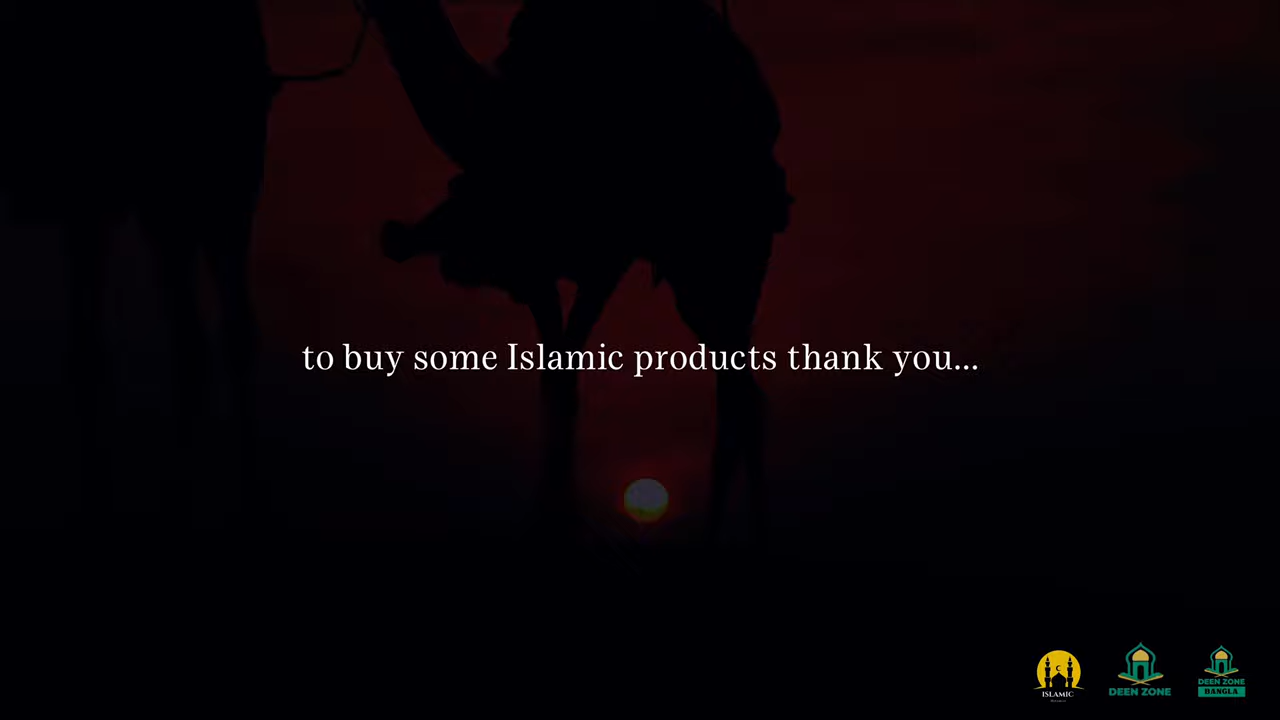 to buy some Islamic products thank you...
ISLAMIC
DEEN ZONE
DEEN ZONE
BANGLA